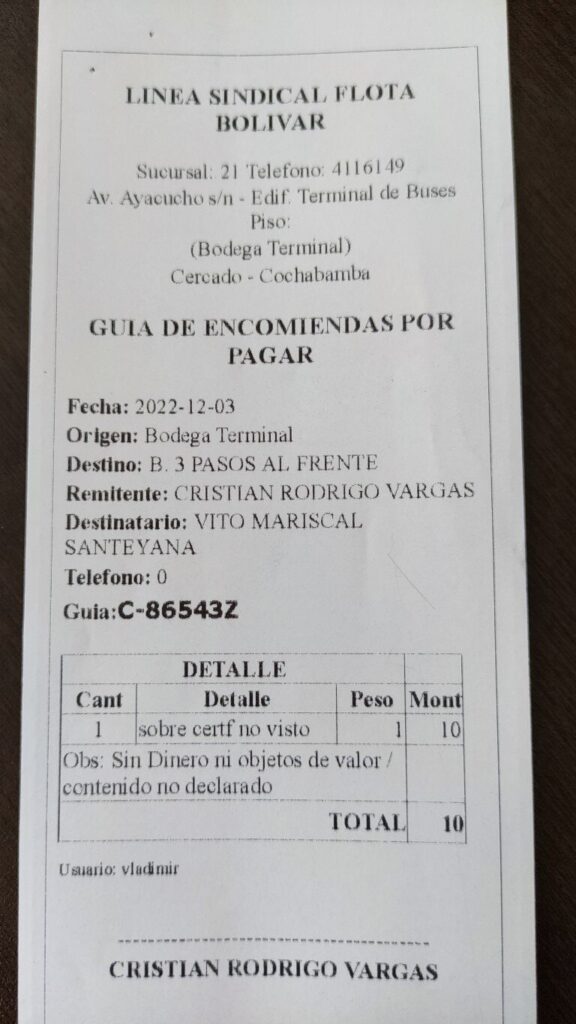 LINEA SINDICAL FLOTA
BOLIVAR
Sucursal: 21 Telefono: 4116149
Av. Ayacucho s/n - Edif. Terminal de Buses
Piso:
(Bodega Terminal)
Cercado - Cochabamba
GUIA DE ENCOMIENDAS POR
PAGAR
Fecha: 2022-12-03
Origen: Bodega Terminal
Destino: B. 3 PASOS AL FRENTE
Remitente: CRISTIAN RODRIGO VARGAS
Destinatario: VITO MARISCAL
SANTEYANA
Telefono: 0
Guia:C-86543Z
DETALLE
Cant Detalle Peso Mont
1 sobre certf no visto 1 10
Obs: Sin Dinero ni objetos de valor /
contenido no declarado
TOTAL 10
Usuario: vladimir
CRISTIAN RODRIGO VARGAS